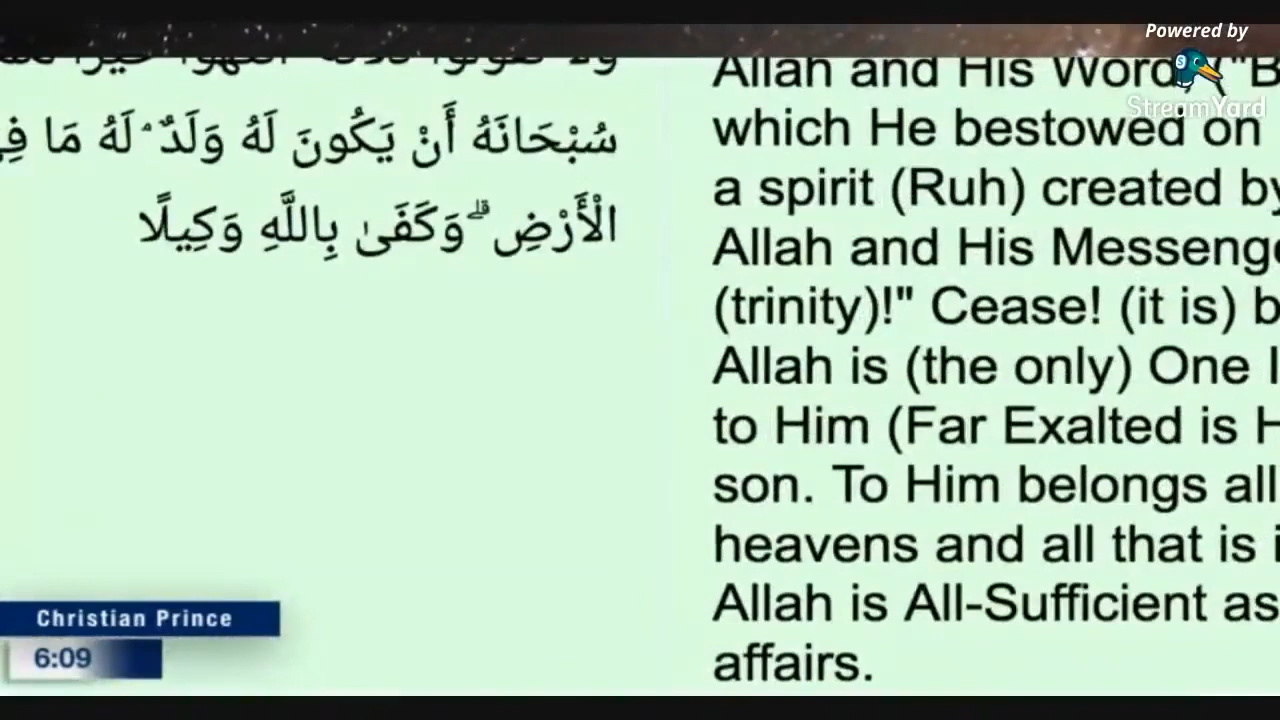 Powered by
StreamYard
سُبْحَانَهُ أَنْ يَكُونَ لَهُ وَلَدٌ ۘ لَهُ مَا فِي
الْأَرْضِ ۗ وَكَفَىٰ بِاللَّهِ وَكِيلًا
Allah and His Word, ("B
which He bestowed on
a spirit (Ruh) created by
Allah and His Messenge
(trinity)!" Cease! (it is) b
Allah is (the only) One I
to Him (Far Exalted is H
son. To Him belongs all
heavens and all that is i
Allah is All-Sufficient as
affairs.
Christian Prince
6:09